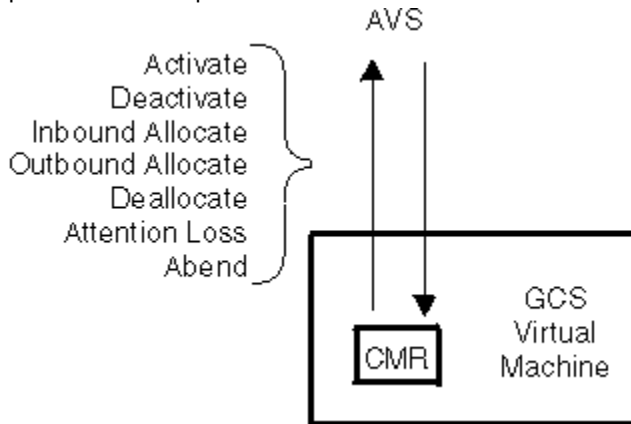 AVS
Activate
Deactivate
Inbound Allocate
Outbound Allocate
Deallocate
Attention Loss
Abend
CMR
GCS
Virtual
Machine